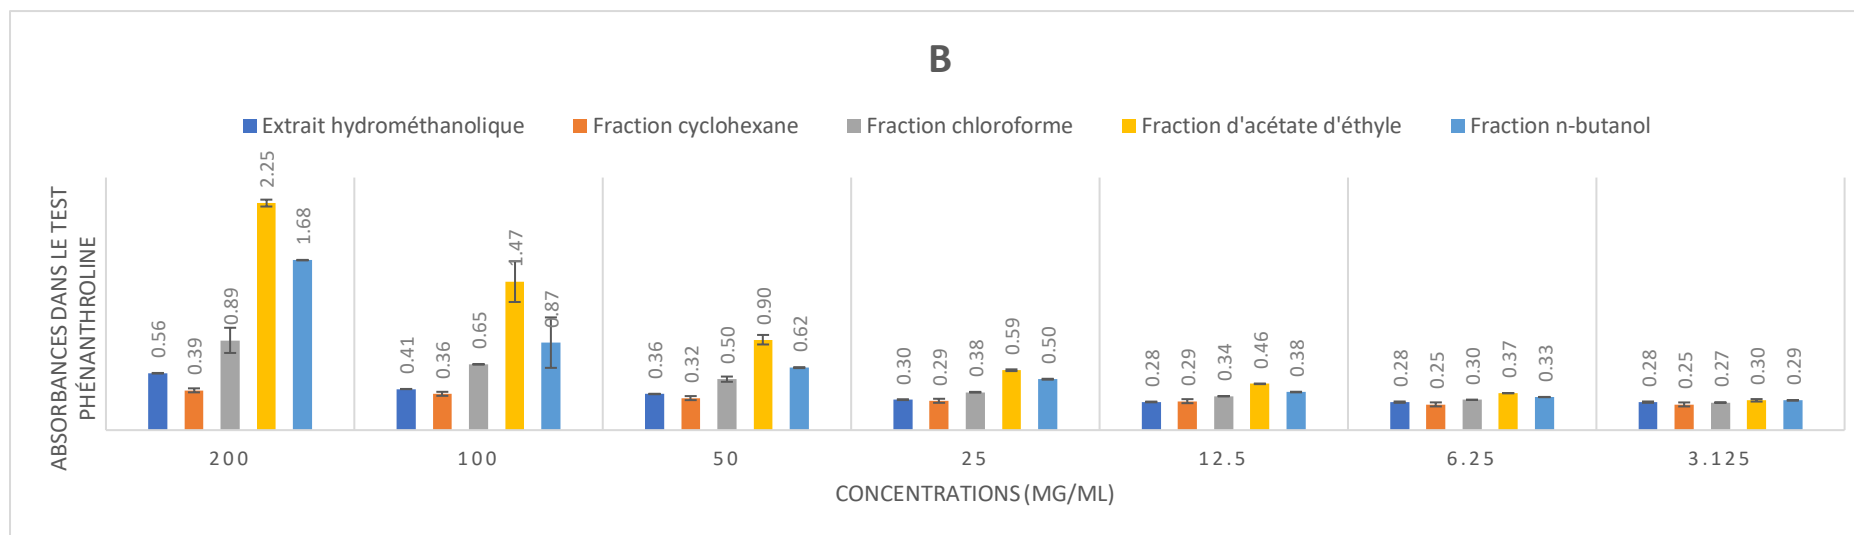 B
Extrait hydrométhanolique Fraction cyclohexane Fraction chloroforme Fraction d'acétate d'éthyle Fraction n-butanol
ABSORBANCES DANS LE TEST
PHÉNANTHROLINE
0.56 0.39 0.89 2.25 1.68
0.41 0.36 0.65 1.47 0.87
0.36 0.32 0.50 0.90 0.62
0.30 0.29 0.38 0.59 0.50
0.28 0.29 0.34 0.46 0.38
0.28 0.25 0.30 0.37 0.33
0.28 0.25 0.27 0.30 0.29
200 100 50 25 12.5 6.25 3.125
CONCENTRATIONS (MG/ML)